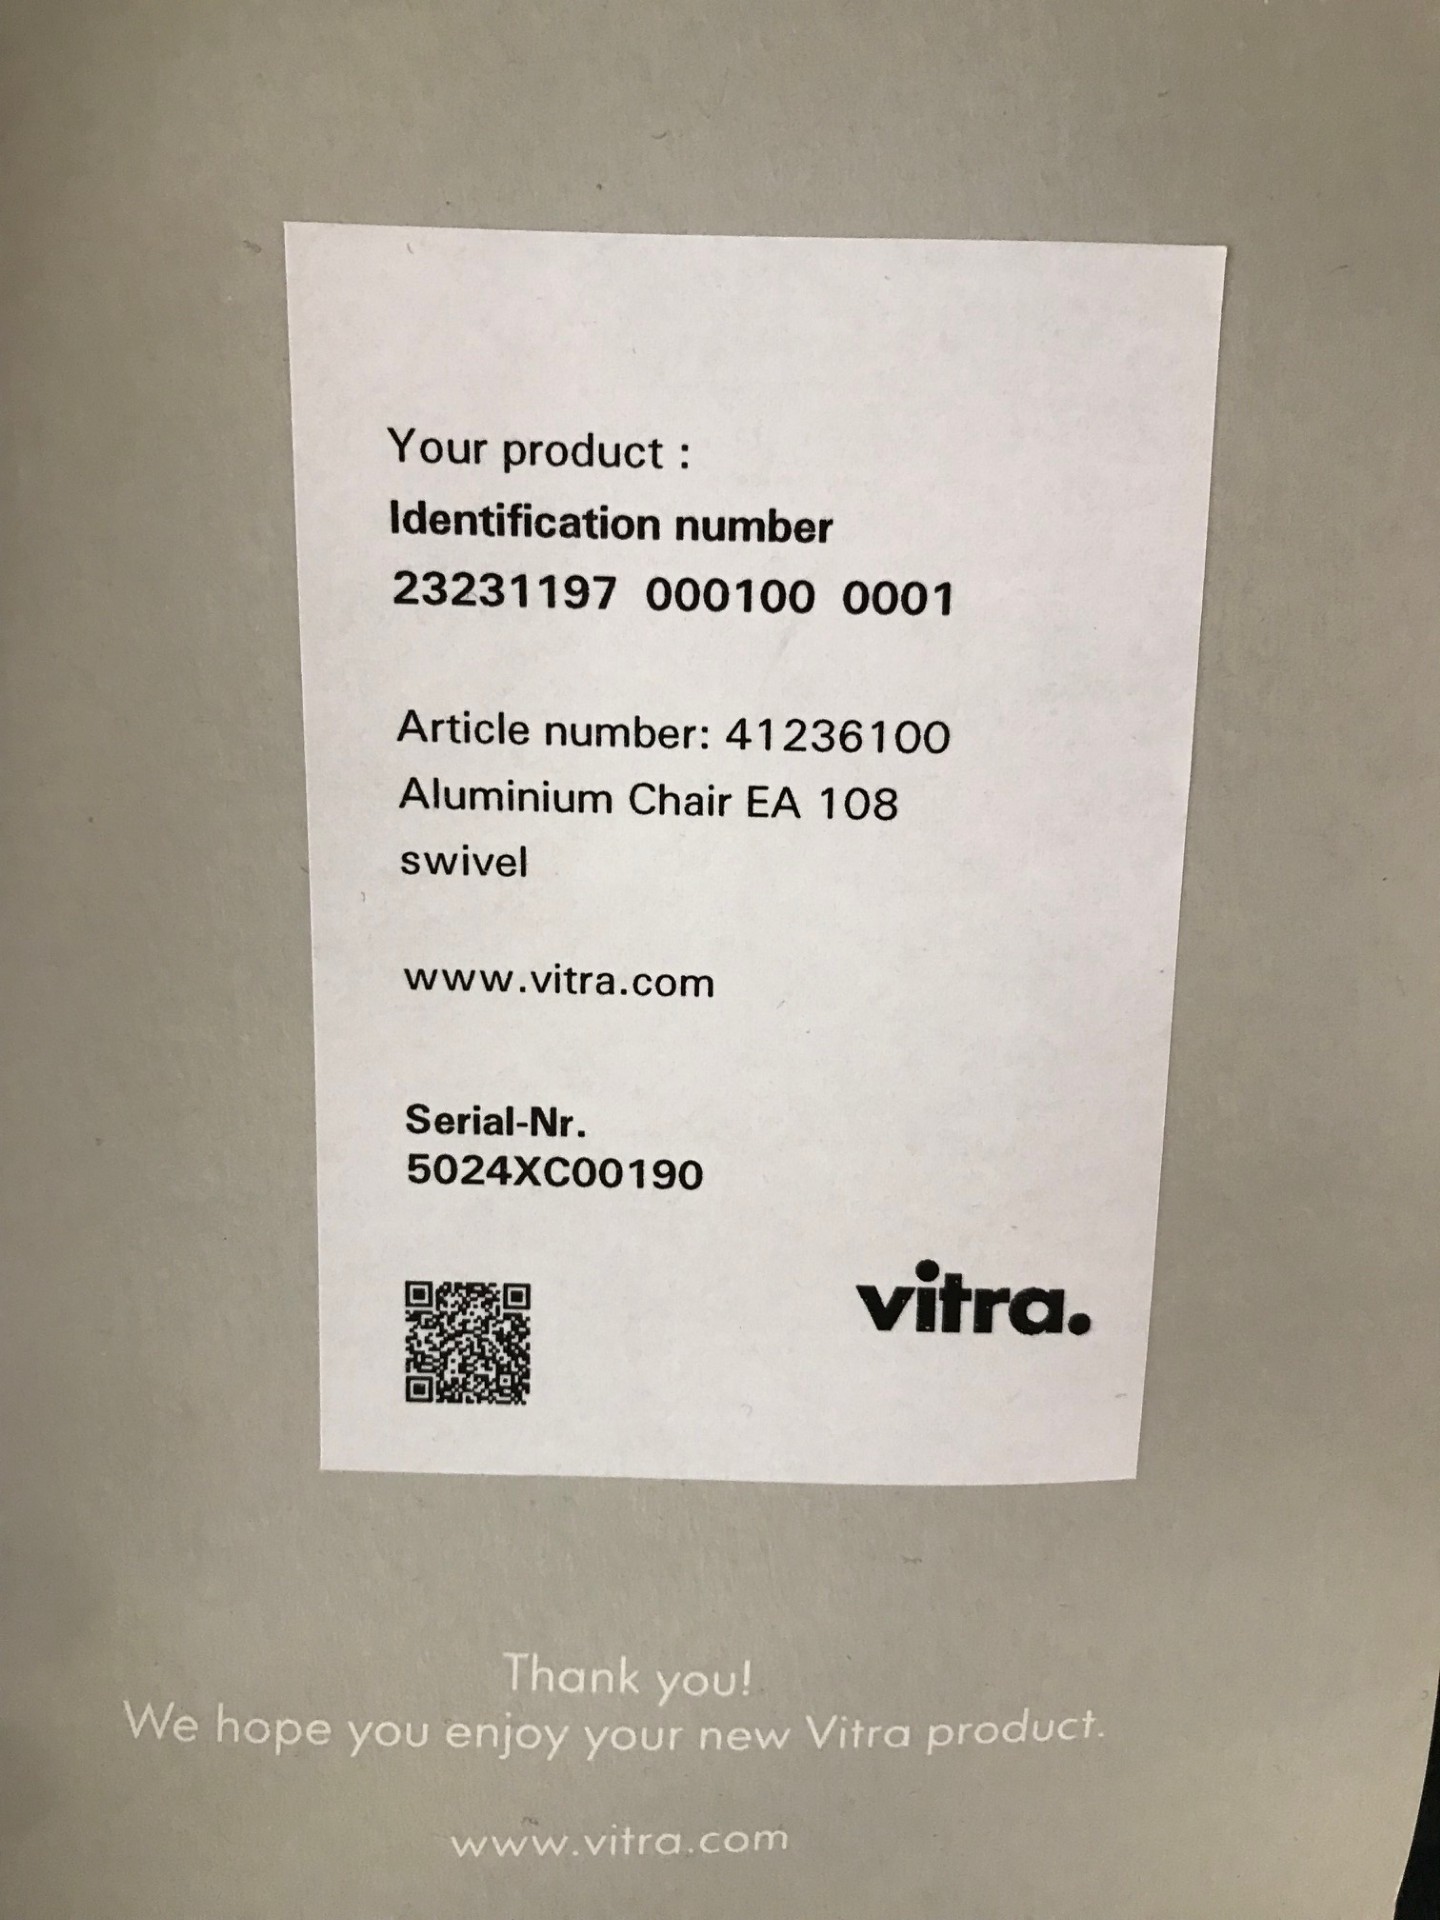 Your product :
Identification number
23231197 000100 0001
Article number: 41236100
Aluminium Chair EA 108
swivel
www.vitra.com
Serial-Nr.
5024XC00190
vitra.
Thank you!
We hope you enjoy your new Vitra product.
www.vitra.com